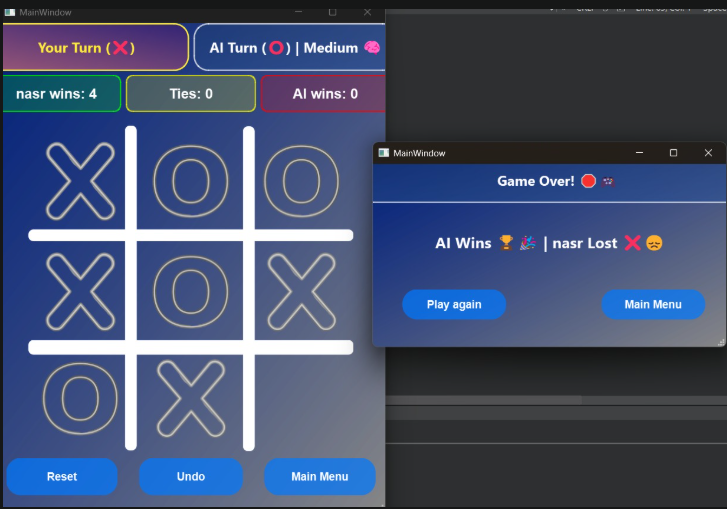 MainWindow
Your Turn (❌)
AI Turn (⭕) | Medium 🧠
nasr wins: 4
Ties: 0
AI wins: 0
X O O
X O X
O X
Reset
Undo
Main Menu
MainWindow
Game Over! 🛑
AI Wins 🏆 🎉 | nasr Lost ❌ 😞
Play again
Main Menu